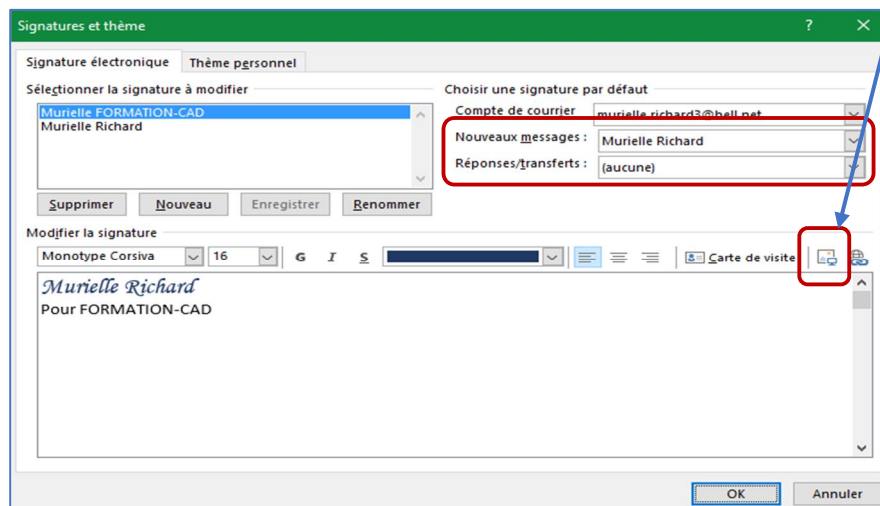 Signatures et thème ? ×
Signature électronique Thème personnel
Sélectionner la signature à modifier
Murielle FORMATION-CAD
Murielle Richard
Supprimer Nouveau Enregistrer Renommer
Choisir une signature par défaut
Compte de courrier murielle.richard3@bell.net
Nouveaux messages : Murielle Richard
Réponses/transferts : (aucune)
Modifier la signature
Monotype Corsiva 16 G I S Carte de visite
Murielle Richard
Pour FORMATION-CAD
OK Annuler